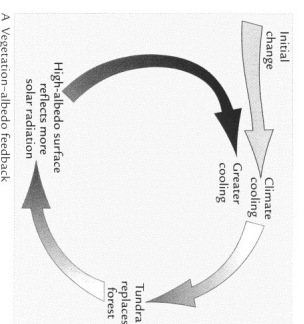 Initial
change
Climate
cooling
Greater
cooling
Tundra
replaces
forest
High-albedo surface
reflects more
solar radiation
A Vegetation–albedo feedback